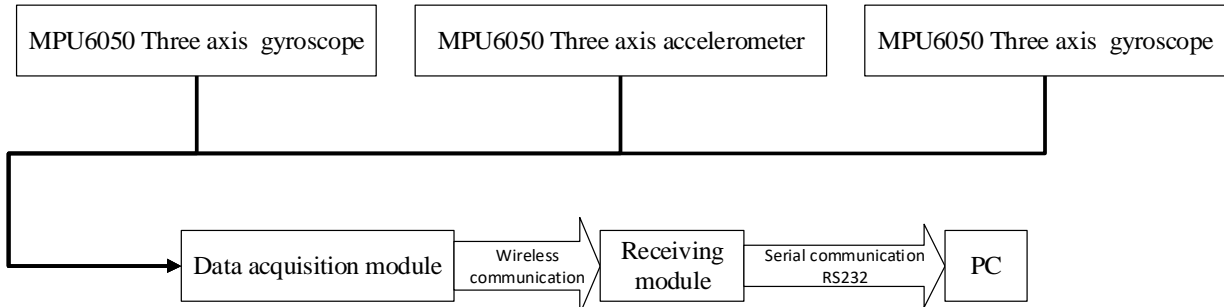 MPU6050 Three axis gyroscope
MPU6050 Three axis accelerometer
MPU6050 Three axis gyroscope
Data acquisition module
Wireless
communication
Receiving
module
Serial communication
RS232
PC